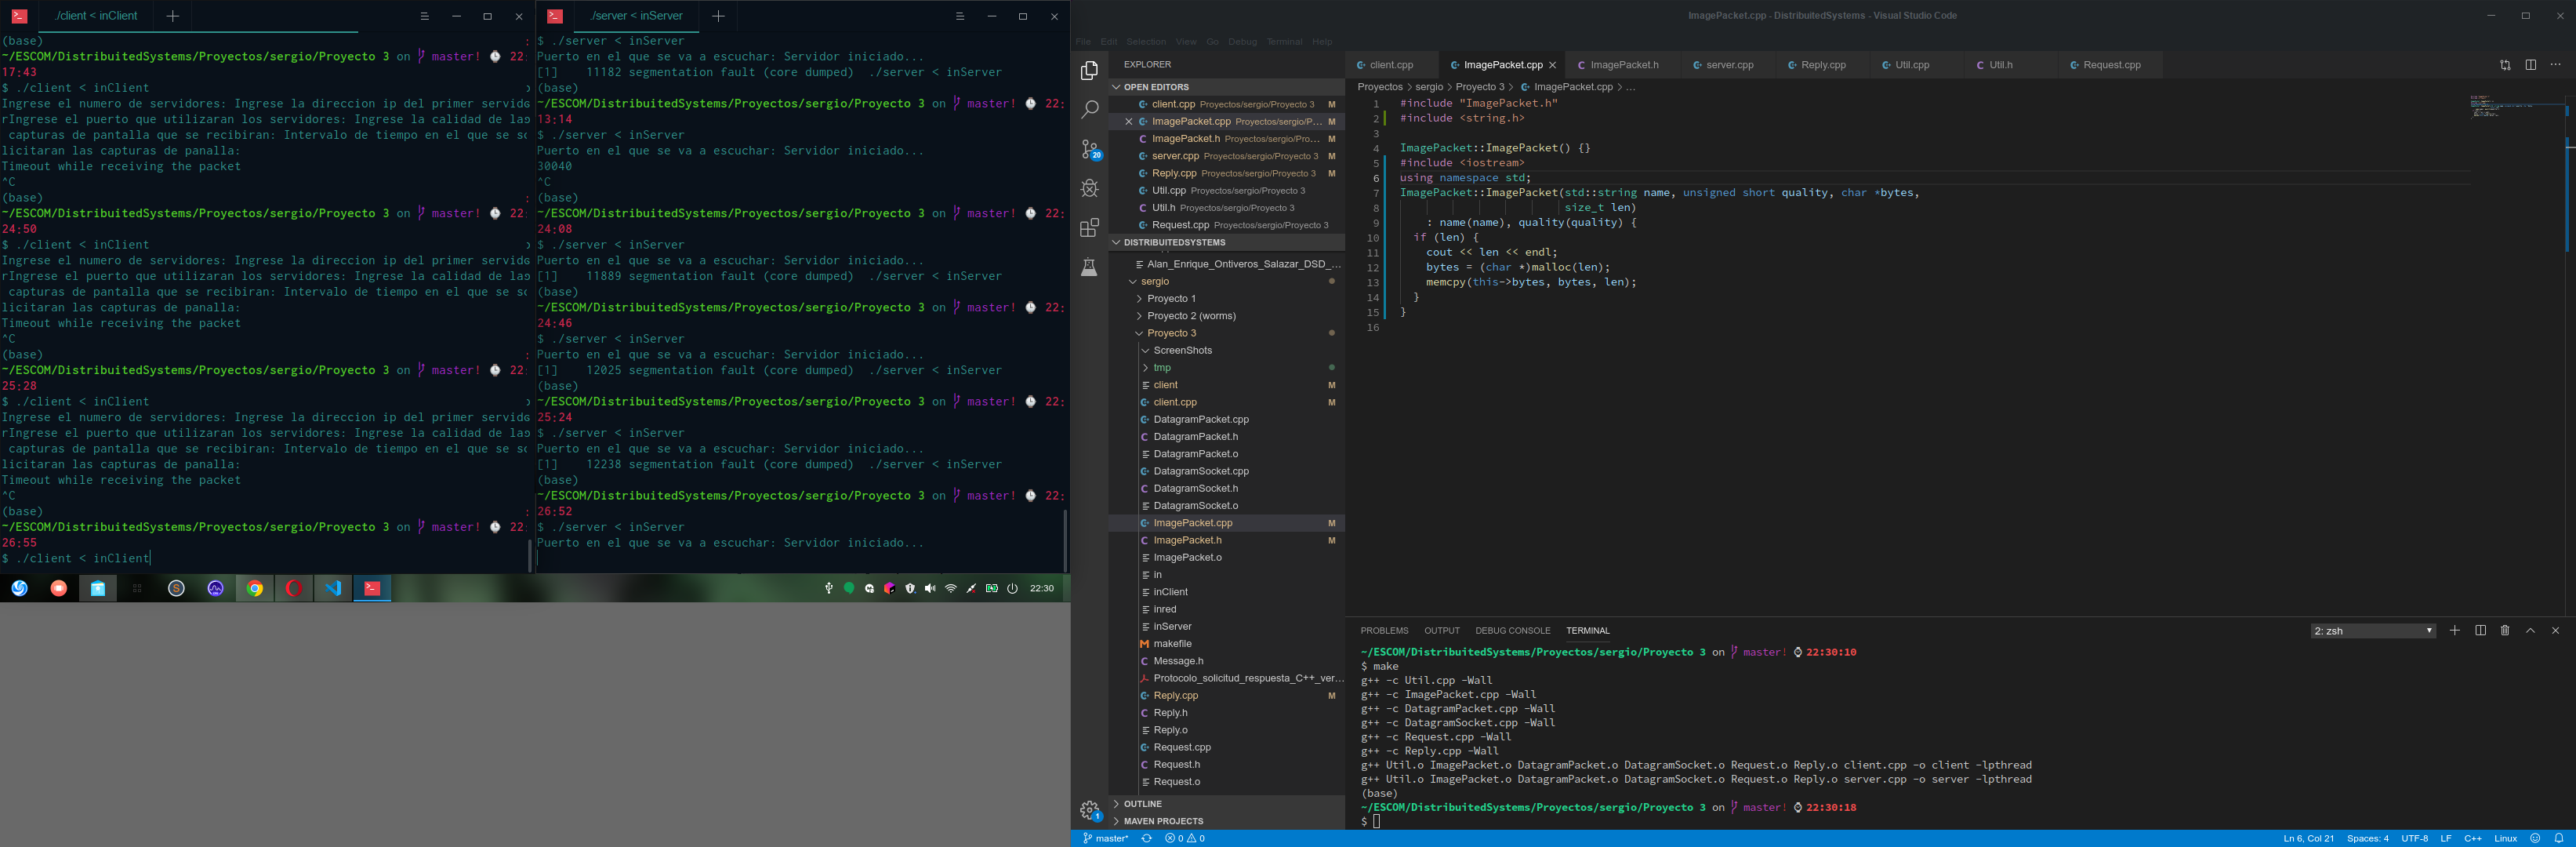 ./client < inClient
(base)
~/ESCOM/DistribuitedSystems/Proyectos/sergio/Proyecto 3 on master! 22:
17:43
$ ./client < inClient
Ingrese el numero de servidores: Ingrese la direccion ip del primer servido
rIngrese el puerto que utilizaran los servidores: Ingrese la calidad de las
capturas de pantalla que se recibiran: Intervalo de tiempo en el que se so
licitaran las capturas de panalla:
Timeout while receiving the packet
^C
(base)
~/ESCOM/DistribuitedSystems/Proyectos/sergio/Proyecto 3 on master! 22:
24:50
$ ./client < inClient
Ingrese el numero de servidores: Ingrese la direccion ip del primer servido
rIngrese el puerto que utilizaran los servidores: Ingrese la calidad de las
capturas de pantalla que se recibiran: Intervalo de tiempo en el que se so
licitaran las capturas de panalla:
Timeout while receiving the packet
^C
(base)
~/ESCOM/DistribuitedSystems/Proyectos/sergio/Proyecto 3 on master! 22:
25:28
$ ./client < inClient
Ingrese el numero de servidores: Ingrese la direccion ip del primer servido
rIngrese el puerto que utilizaran los servidores: Ingrese la calidad de las
capturas de pantalla que se recibiran: Intervalo de tiempo en el que se so
licitaran las capturas de panalla:
Timeout while receiving the packet
^C
(base)
~/ESCOM/DistribuitedSystems/Proyectos/sergio/Proyecto 3 on master! 22:
26:55
$ ./client < inClient
./server < inServer
$ ./server < inServer
Puerto en el que se va a escuchar: Servidor iniciado...
[1]    11182 segmentation fault (core dumped)  ./server < inServer
(base)
~/ESCOM/DistribuitedSystems/Proyectos/sergio/Proyecto 3 on master! 22:
13:14
$ ./server < inServer
Puerto en el que se va a escuchar: Servidor iniciado...
30040
^C
(base)
~/ESCOM/DistribuitedSystems/Proyectos/sergio/Proyecto 3 on master! 22:
24:08
$ ./server < inServer
Puerto en el que se va a escuchar: Servidor iniciado...
[1]    11889 segmentation fault (core dumped)  ./server < inServer
(base)
~/ESCOM/DistribuitedSystems/Proyectos/sergio/Proyecto 3 on master! 22:
24:46
$ ./server < inServer
Puerto en el que se va a escuchar: Servidor iniciado...
[1]    12025 segmentation fault (core dumped)  ./server < inServer
(base)
~/ESCOM/DistribuitedSystems/Proyectos/sergio/Proyecto 3 on master! 22:
25:24
$ ./server < inServer
Puerto en el que se va a escuchar: Servidor iniciado...
[1]    12238 segmentation fault (core dumped)  ./server < inServer
(base)
~/ESCOM/DistribuitedSystems/Proyectos/sergio/Proyecto 3 on master! 22:
26:52
$ ./server < inServer
Puerto en el que se va a escuchar: Servidor iniciado...
22:30
ImagePacket.cpp - DistribuitedSystems - Visual Studio Code
File Edit Selection View Go Debug Terminal Help
20
1
EXPLORER
OPEN EDITORS
client.cpp Proyectos/sergio/Proyecto 3 M
ImagePacket.cpp Proyectos/sergio/P... M
ImagePacket.h Proyectos/sergio/Pro... M
server.cpp Proyectos/sergio/Proyecto 3 M
Reply.cpp Proyectos/sergio/Proyecto 3 M
Util.cpp Proyectos/sergio/Proyecto 3
Util.h Proyectos/sergio/Proyecto 3
Request.cpp Proyectos/sergio/Proyecto 3
DISTRIBUITEDSYSTEMS
Alan_Enrique_Ontiveros_Salazar_DSD_...
sergio
Proyecto 1
Proyecto 2 (worms)
Proyecto 3
ScreenShots
tmp
client M
client.cpp M
DatagramPacket.cpp
DatagramPacket.h
DatagramPacket.o
DatagramSocket.cpp
DatagramSocket.h
DatagramSocket.o
ImagePacket.cpp M
ImagePacket.h M
ImagePacket.o
in
inClient
inred
inServer
makefile
Message.h
Protocolo_solicitud_respuesta_C++_ver...
Reply.cpp M
Reply.h
Reply.o
Request.cpp
Request.h
Request.o
OUTLINE
MAVEN PROJECTS
client.cpp ImagePacket.cpp ImagePacket.h server.cpp Reply.cpp Util.cpp Util.h Request.cpp
Proyectos > sergio > Proyecto 3 > ImagePacket.cpp > ...
1 #include "ImagePacket.h"
2 #include <string.h>
3
4 ImagePacket::ImagePacket() {}
5 #include <iostream>
6 using namespace std;
7 ImagePacket::ImagePacket(std::string name, unsigned short quality, char *bytes,
8 size_t len)
9 : name(name), quality(quality) {
10 if (len) {
11 cout << len << endl;
12 bytes = (char *)malloc(len);
13 memcpy(this->bytes, bytes, len);
14 }
15 }
16
PROBLEMS OUTPUT DEBUG CONSOLE TERMINAL 2: zsh
~/ESCOM/DistribuitedSystems/Proyectos/sergio/Proyecto 3 on master! 22:30:10
$ make
g++ -c Util.cpp -Wall
g++ -c ImagePacket.cpp -Wall
g++ -c DatagramPacket.cpp -Wall
g++ -c DatagramSocket.cpp -Wall
g++ -c Request.cpp -Wall
g++ -c Reply.cpp -Wall
g++ Util.o ImagePacket.o DatagramPacket.o DatagramSocket.o Request.o Reply.o client.cpp -o client -lpthread
g++ Util.o ImagePacket.o DatagramPacket.o DatagramSocket.o Request.o Reply.o server.cpp -o server -lpthread
(base)
~/ESCOM/DistribuitedSystems/Proyectos/sergio/Proyecto 3 on master! 22:30:18
$
master* 0 0 Ln 6, Col 21 Spaces: 4 UTF-8 LF C++ Linux